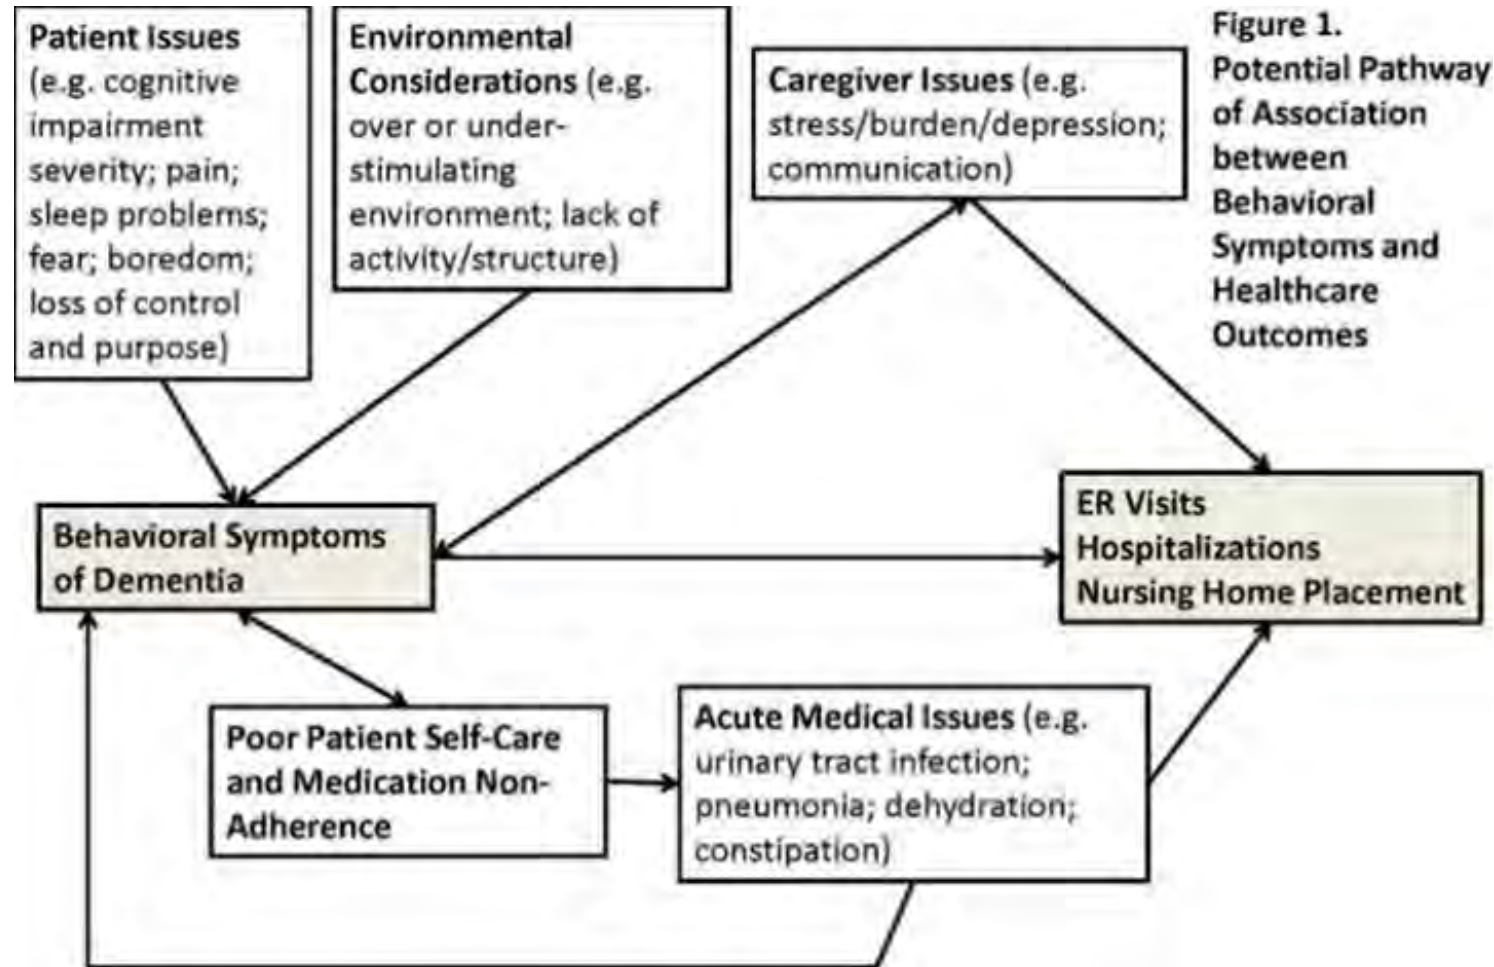 Patient Issues
(e.g. cognitive
impairment
severity; pain;
sleep problems;
fear; boredom;
loss of control
and purpose)
Environmental
Considerations (e.g.
over or under-
stimulating
environment; lack of
activity/structure)
Caregiver Issues (e.g.
stress/burden/depression;
communication)
Figure 1.
Potential Pathway
of Association
between
Behavioral
Symptoms and
Healthcare
Outcomes
Behavioral Symptoms
of Dementia
ER Visits
Hospitalizations
Nursing Home Placement
Poor Patient Self-Care
and Medication Non-
Adherence
Acute Medical Issues (e.g.
urinary tract infection;
pneumonia; dehydration;
constipation)